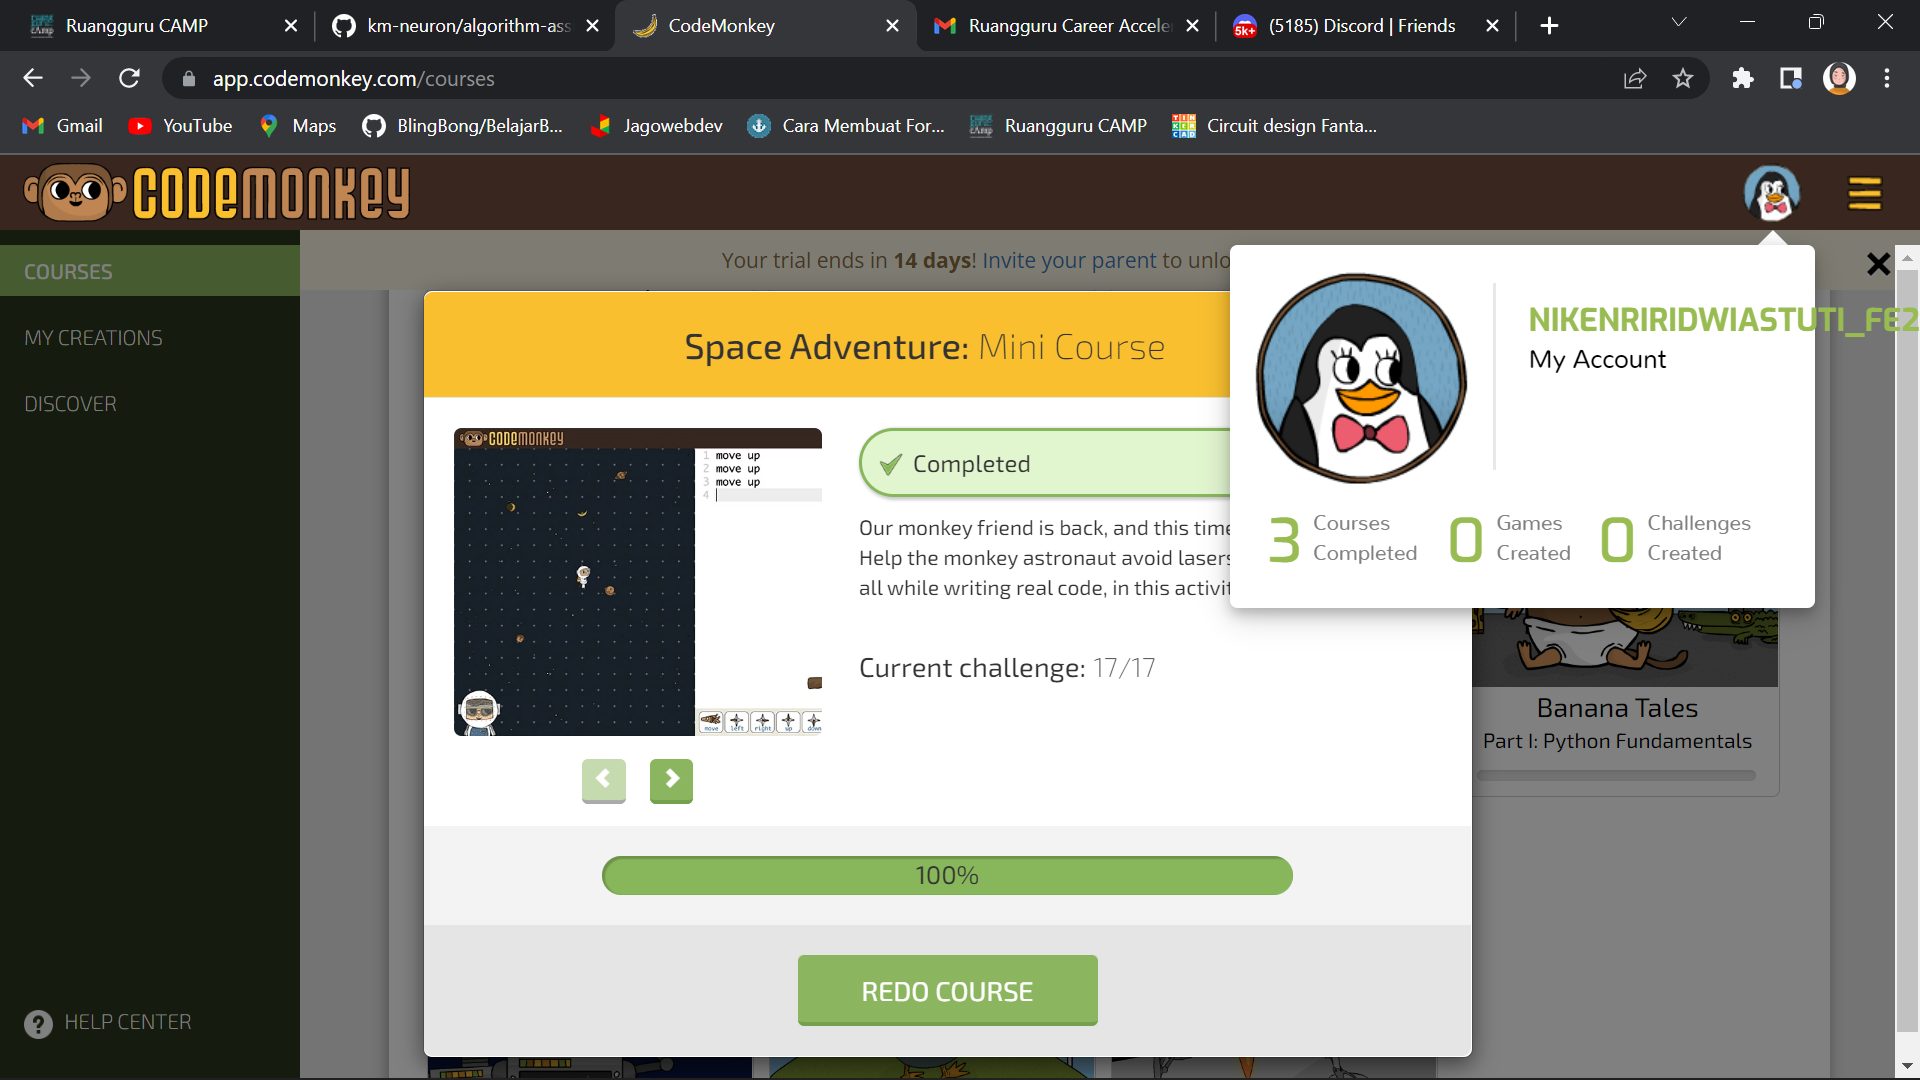 Ruangguru CAMP
km-neuron/algorithm-ass
CodeMonkey
Ruangguru Career Accele
(5185) Discord | Friends
app.codemonkey.com/courses
Gmail
YouTube
Maps
BlingBong/BelajarB...
Jagowebdev
Cara Membuat For...
Ruangguru CAMP
Circuit design Fanta...
CODEMONKEY
COURSES
MY CREATIONS
DISCOVER
HELP CENTER
Your trial ends in 14 days! Invite your parent to unlo
Space Adventure: Mini Course
CODEMONKEY
1 move up
2 move up
3 move up
4
move left right up down
Completed
Our monkey friend is back, and this time
Help the monkey astronaut avoid lasers
all while writing real code, in this activit
Current challenge: 17/17
100%
REDO COURSE
NIKENRIRIDWIASTUTI_FE2
My Account
3 Courses Completed
0 Games Created
0 Challenges Created
Banana Tales
Part I: Python Fundamentals